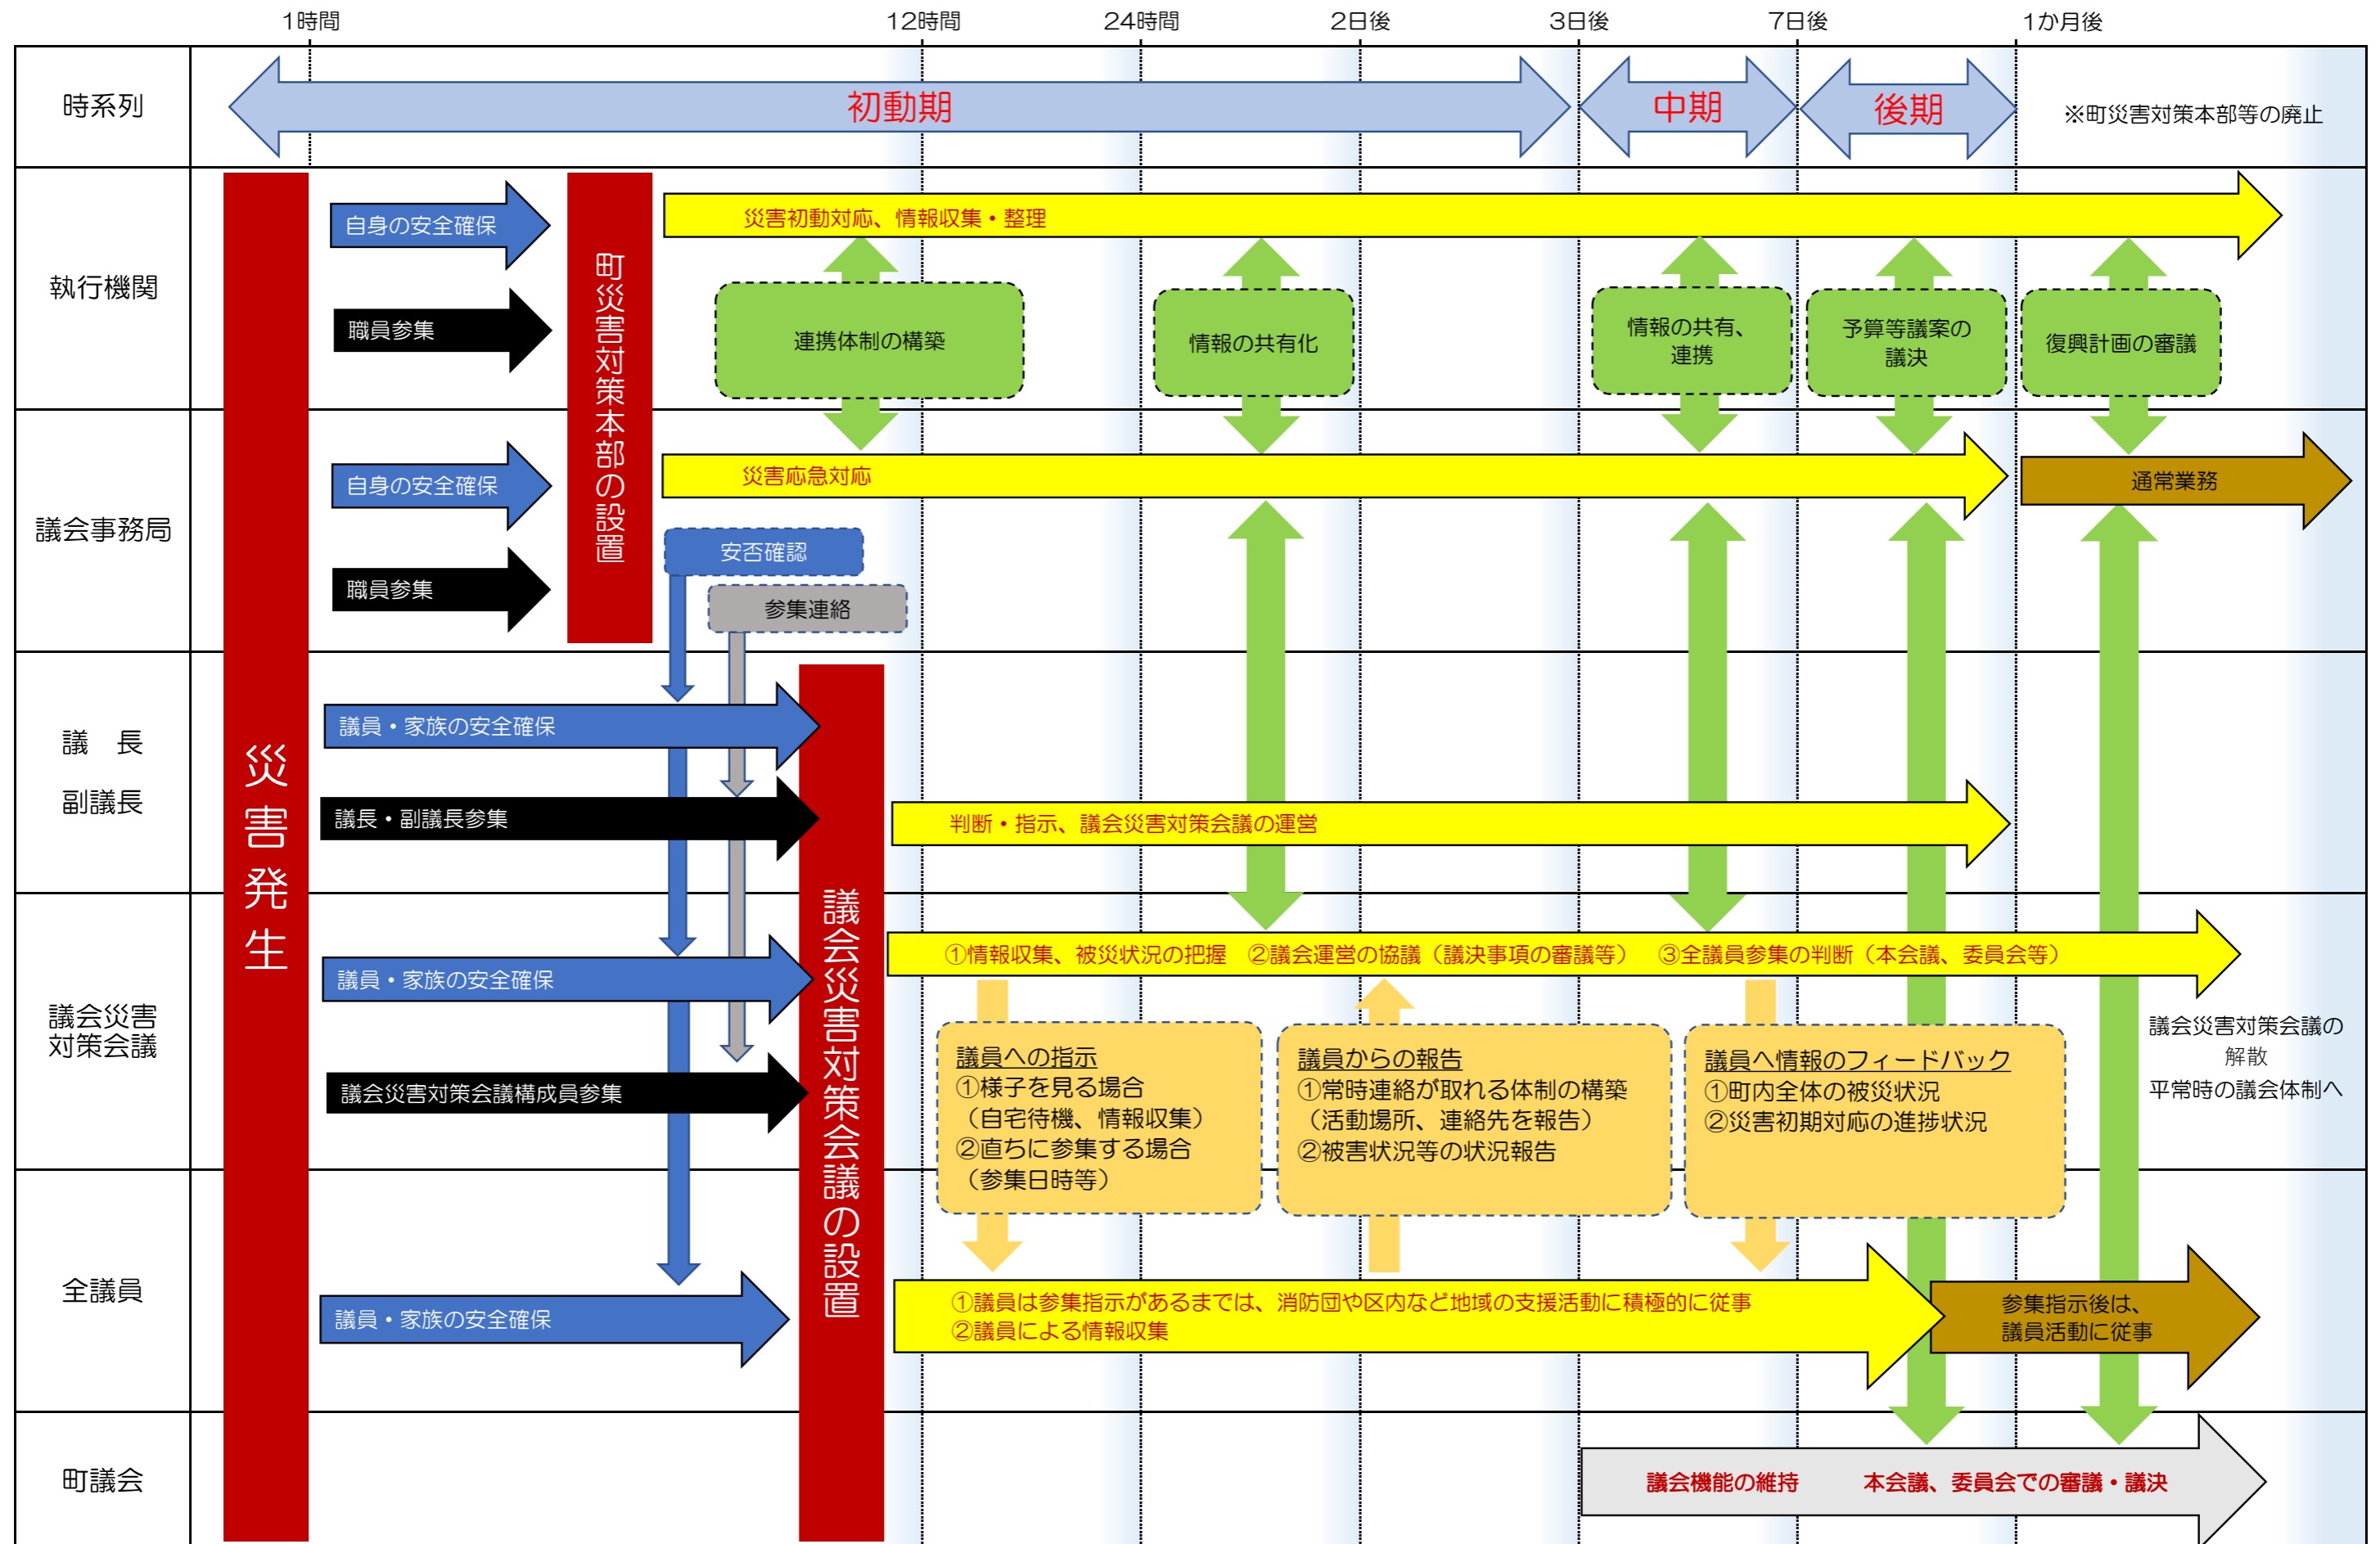 1時間
12時間
24時間
2日後
3日後
7日後
1か月後
時系列
初動期
中期
後期
※町災害対策本部等の廃止
災害発生
執行機関
自身の安全確保
職員参集
町災害対策本部の設置
災害初動対応、情報収集・整理
連携体制の構築
情報の共有化
情報の共有、
連携
予算等議案の
議決
復興計画の審議
議会事務局
自身の安全確保
職員参集
災害応急対応
通常業務
安否確認
参集連絡
議　長
副議長
議員・家族の安全確保
議長・副議長参集
議会災害対策会議の設置
判断・指示、議会災害対策会議の運営
議会災害
対策会議
議員・家族の安全確保
議会災害対策会議構成員参集
①情報収集、被災状況の把握　②議会運営の協議（議決事項の審議等）　③全議員参集の判断（本会議、委員会等）
議員への指示
①様子を見る場合
（自宅待機、情報収集）
②直ちに参集する場合
（参集日時等）
議員からの報告
①常時連絡が取れる体制の構築
（活動場所、連絡先を報告）
②被害状況等の状況報告
議員へ情報のフィードバック
①町内全体の被災状況
②災害初期対応の進捗状況
議会災害対策会議の
解散
平常時の議会体制へ
全議員
議員・家族の安全確保
①議員は参集指示があるまでは、消防団や区内など地域の支援活動に積極的に従事
②議員による情報収集
参集指示後は、
議員活動に従事
町議会
議会機能の維持　　本会議、委員会での審議・議決